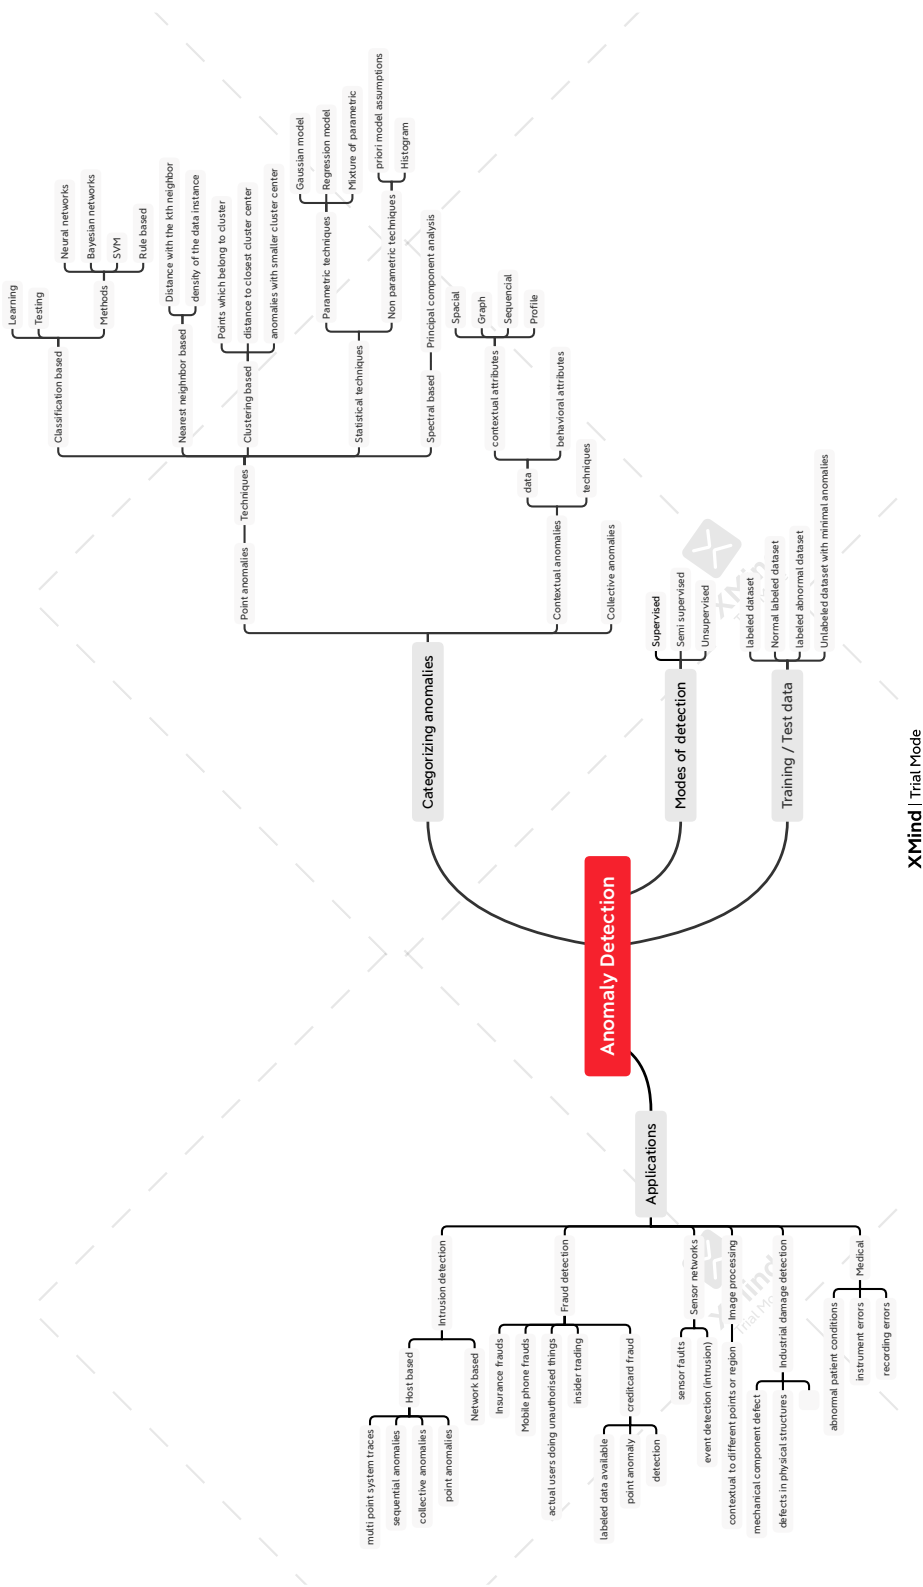 Anomaly Detection
Categorizing anomalies
Point anomalies
Techniques
Classification based
Learning
Testing
Methods
Neural networks
Bayesian networks
SVM
Rule based
Nearest neighnbor based
Distance with the kth neighbor
density of the data instance
Clustering based
Points which belong to cluster
distance to closest cluster center
anomalies with smaller cluster center
Statistical techniques
Parametric techniques
Gaussian model
Regression model
Mixture of parametric
Non parametric techniques
priori model assumptions
Histogram
Spectral based
Principal component analysis
Contextual anomalies
data
contextual attributes
Spacial
Graph
Sequencial
Profile
behavioral attributes
techniques
Collective anomalies
Modes of detection
Supervised
Semi supervised
Unsupervised
Training / Test data
labeled dataset
Normal labeled dataset
labeled abnormal dataset
Unlabeled dataset with minimal anomalies
Applications
Intrusion detection
Host based
multi point system traces
sequential anomalies
collective anomalies
point anomalies
Network based
Fraud detection
Insurance frauds
Mobile phone frauds
actual users doing unauthorised things
insider trading
creditcard fraud
labeled data available
point anomaly
detection
Sensor networks
sensor faults
event detection (intrusion)
Image processing
contextual to different points or region
Industrial damage detection
mechanical component defect
defects in physical structures
Medical
abnormal patient conditions
instrument errors
recording errors
XMind | Trial Mode
XMind
XMind
Trial Mo